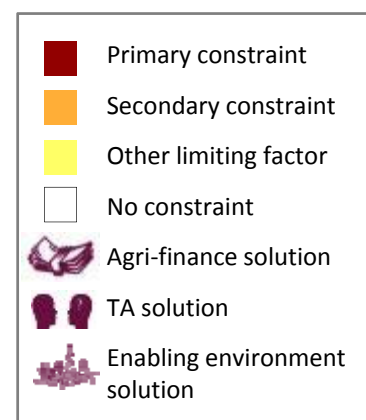 Primary constraint
Secondary constraint
Other limiting factor
No constraint
Agri-finance solution
TA solution
Enabling environment
solution